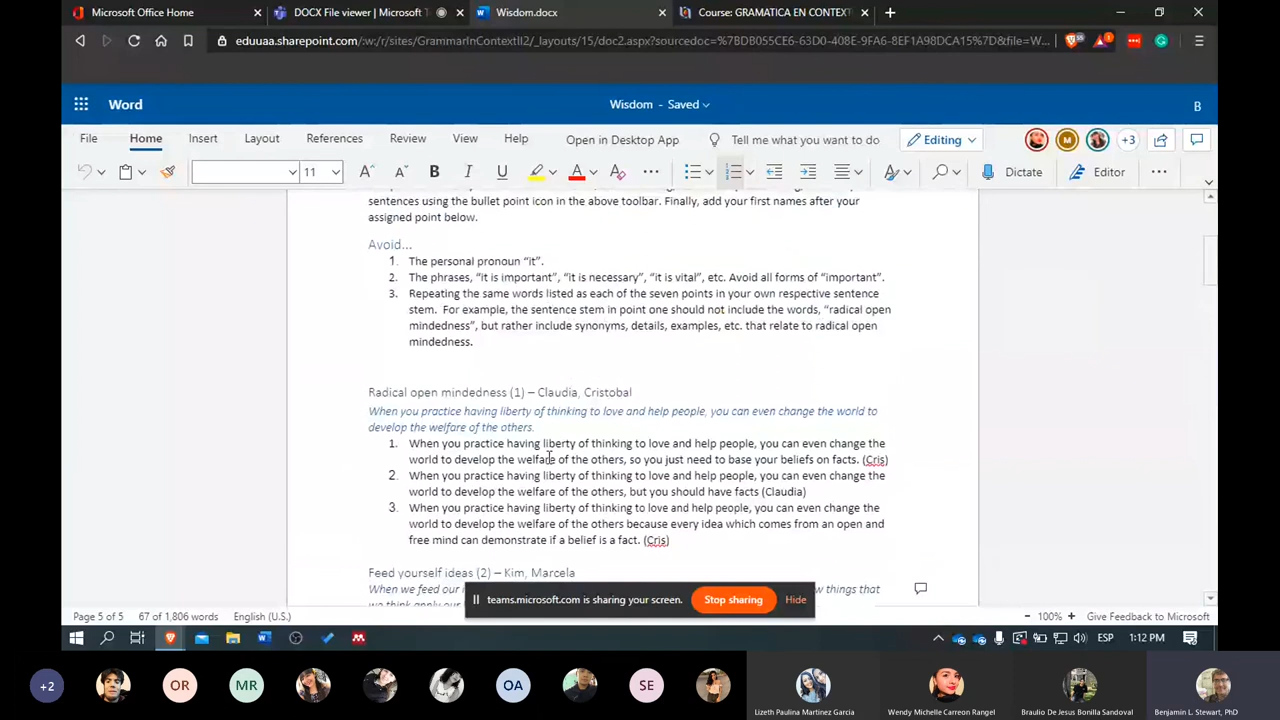 Microsoft Office Home
DOCX File viewer | Microsoft T
Wisdom.docx
Course: GRAMATICA EN CONTEXT
eduuaa.sharepoint.com/:w:/r/sites/GrammarInContextII2/_layouts/15/doc2.aspx?sourcedoc=%7BDB055CE6-63D0-408E-9FA6-8EF1A98DCA15%7D&file=W...
Word
Wisdom - Saved
B
File
Home
Insert
Layout
References
Review
View
Help
Open in Desktop App
Tell me what you want to do
Editing
M
+3
11
B
I
U
A
Dictate
Editor
sentences using the bullet point icon in the above toolbar. Finally, add your first names after your
assigned point below.
Avoid...
1. The personal pronoun “it”.
2. The phrases, “it is important”, “it is necessary”, “it is vital”, etc. Avoid all forms of “important”.
3. Repeating the same words listed as each of the seven points in your own respective sentence
stem. For example, the sentence stem in point one should not include the words, “radical open
mindedness”, but rather include synonyms, details, examples, etc. that relate to radical open
mindedness.
Radical open mindedness (1) – Claudia, Cristobal
When you practice having liberty of thinking to love and help people, you can even change the world to
develop the welfare of the others.
1. When you practice having liberty of thinking to love and help people, you can even change the
world to develop the welfare of the others, so you just need to base your beliefs on facts. (Cris)
2. When you practice having liberty of thinking to love and help people, you can even change the
world to develop the welfare of the others, but you should have facts (Claudia)
3. When you practice having liberty of thinking to love and help people, you can even change the
world to develop the welfare of the others because every idea which comes from an open and
free mind can demonstrate if a belief is a fact. (Cris)
Feed yourself ideas (2) – Kim, Marcela
When we feed our
w things that
teams.microsoft.com is sharing your screen.
Stop sharing
Hide
Page 5 of 5
67 of 1,806 words
English (U.S.)
100%
Give Feedback to Microsoft
ESP
1:12 PM
+2
OR
MR
OA
SE
Lizeth Paulina Martinez Garcia
Wendy Michelle Carreon Rangel
Braulio De Jesus Bonilla Sandoval
Benjamin L. Stewart, PhD